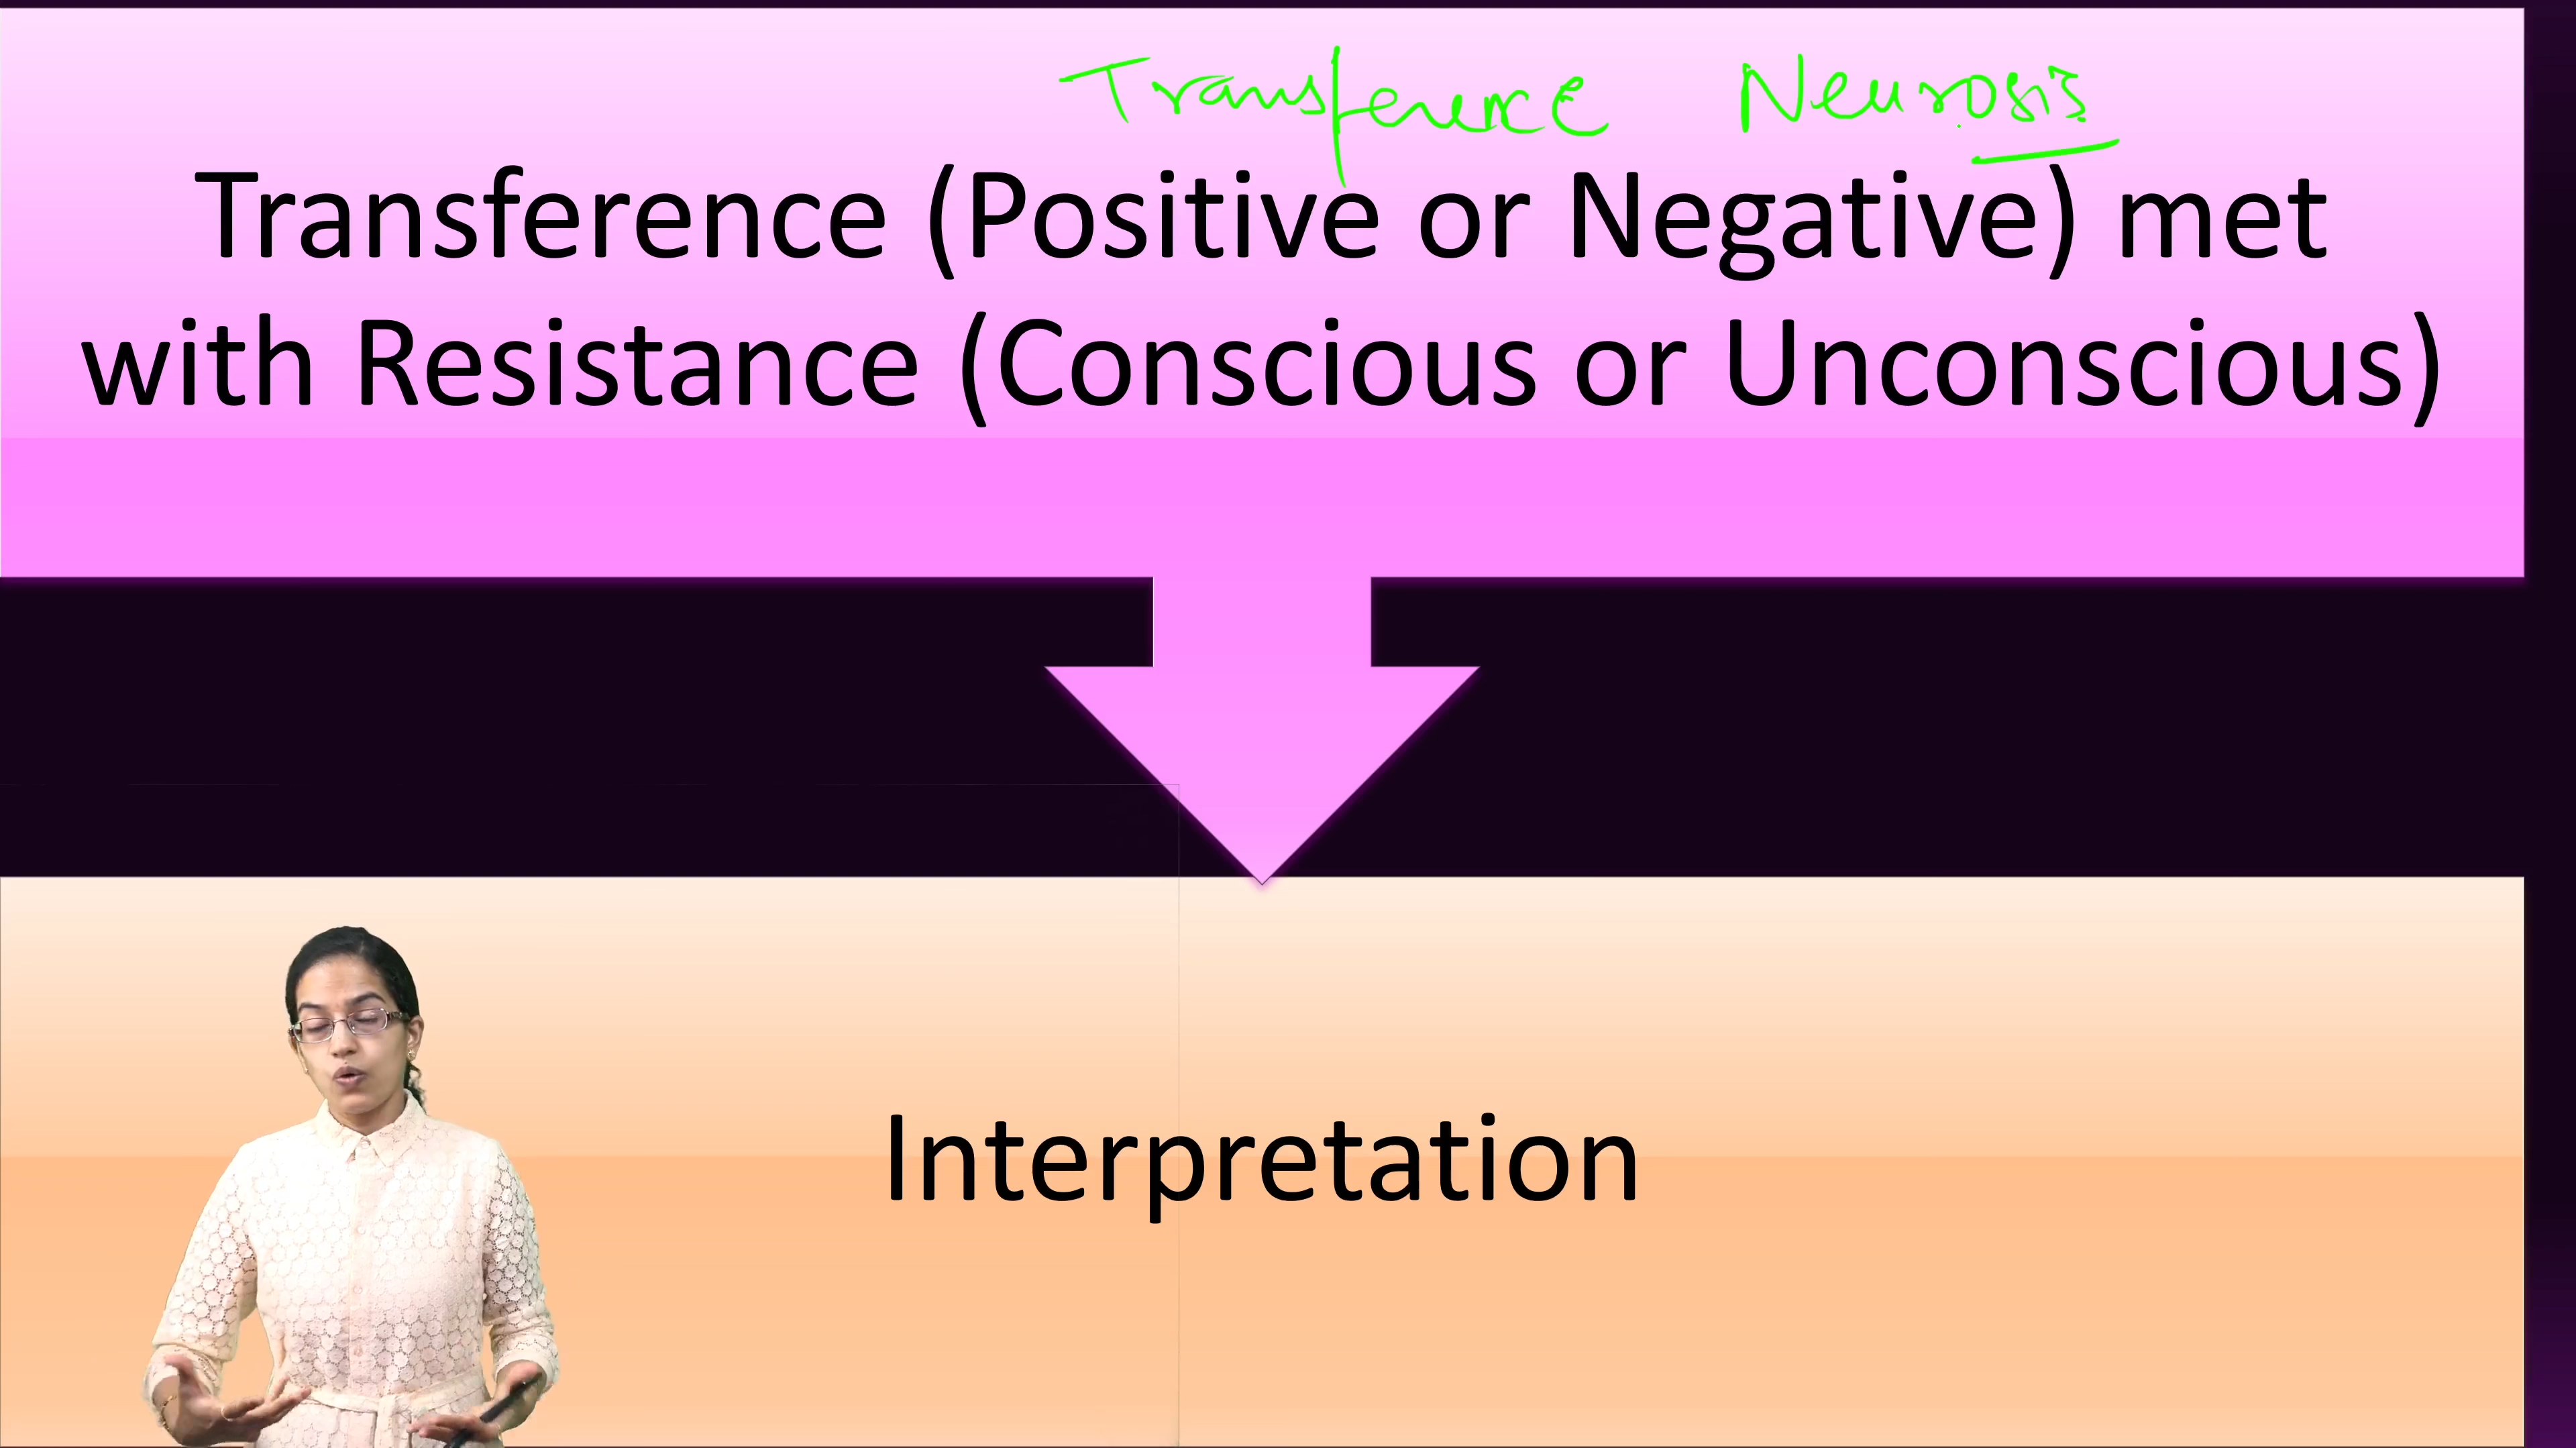 Transference Neurosis
Transference (Positive or Negative) met
with Resistance (Conscious or Unconscious)
Interpretation